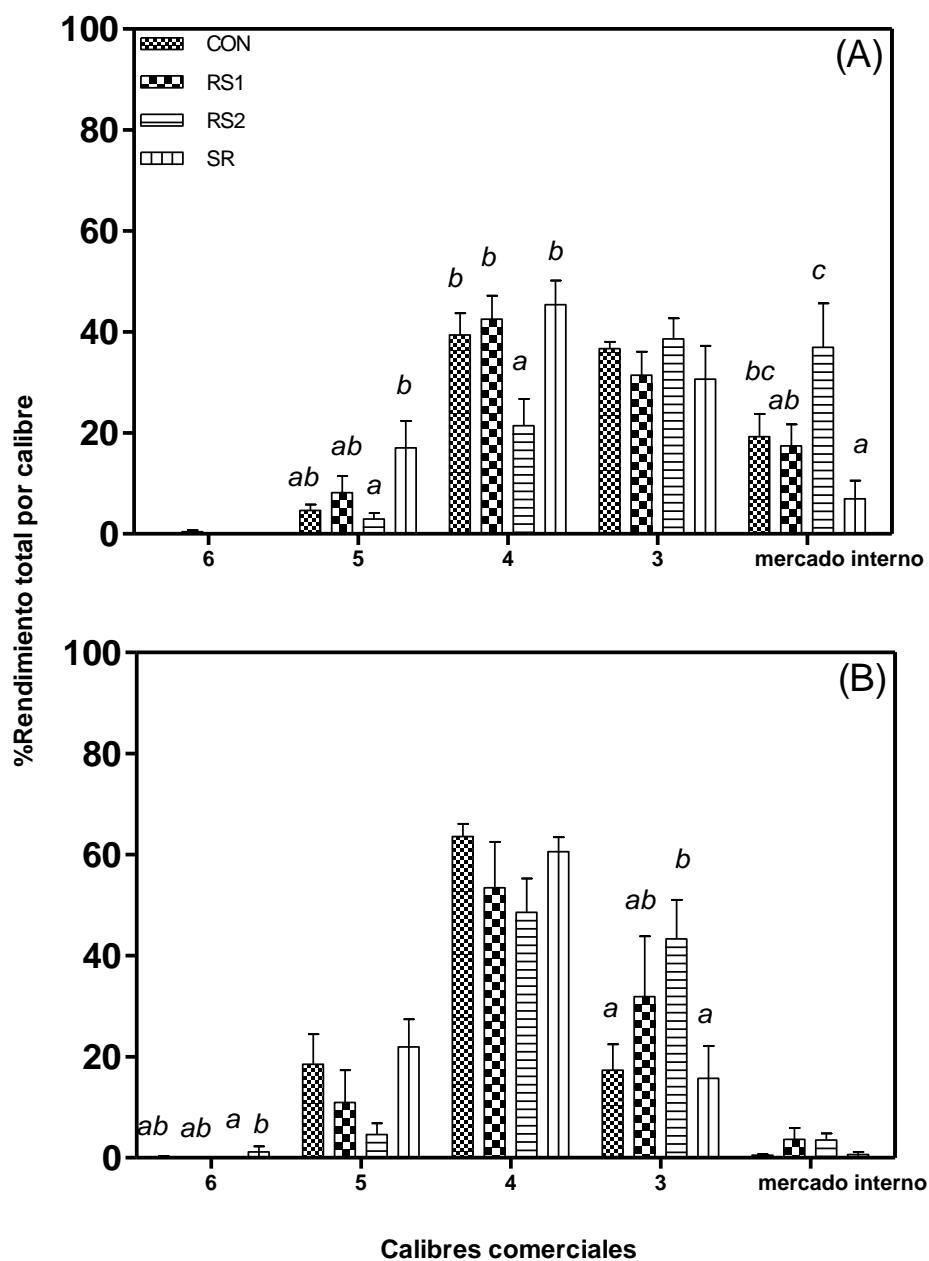 %Rendimiento total por calibre
100
80
60
40
20
0
CON
RS1
RS2
SR
(A)
ab
ab
a
b
b
b
a
b
bc
ab
c
a
6
5
4
3
mercado interno
100
80
60
40
20
0
(B)
ab
ab
a
b
a
ab
b
a
6
5
4
3
mercado interno
Calibres comerciales